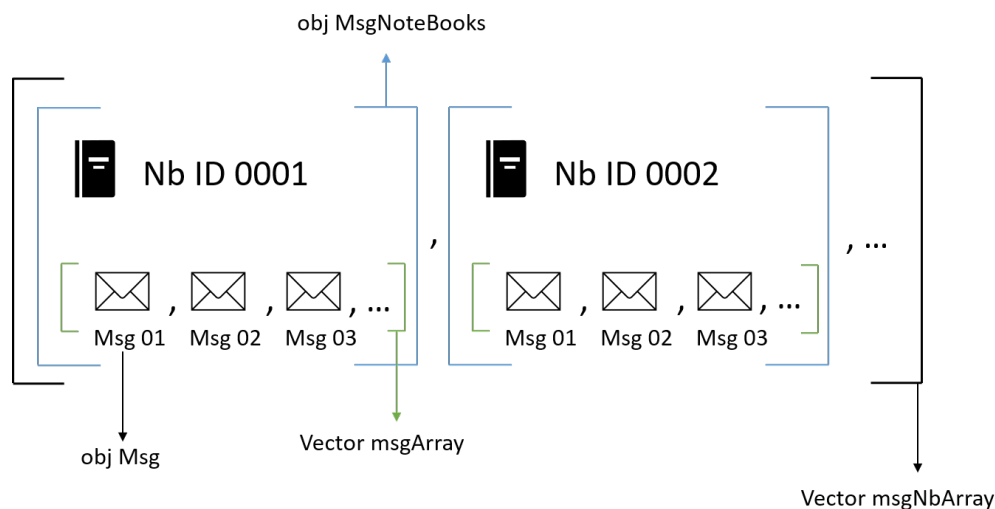 obj MsgNoteBooks
Nb ID 0001
Nb ID 0002
,
, ...
, , , ...
, , , ...
Msg 01 Msg 02 Msg 03
Msg 01 Msg 02 Msg 03
Vector msgArray
obj Msg
Vector msgNbArray